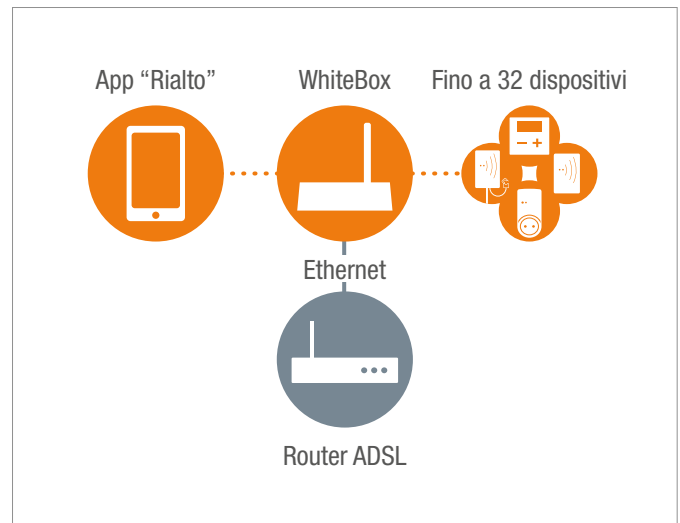 App “Rialto”
WhiteBox
Fino a 32 dispositivi
Ethernet
Router ADSL